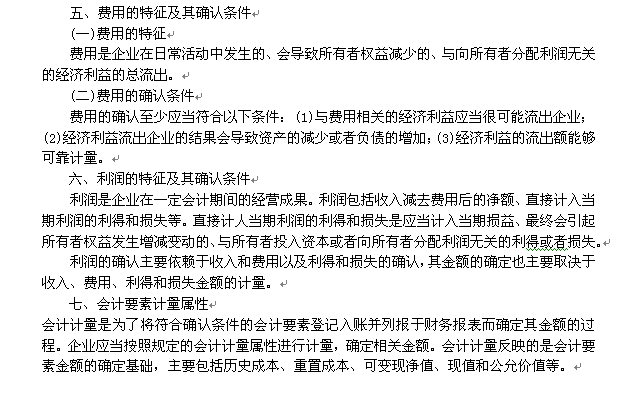 五、费用的特征及其确认条件
(一)费用的特征
费用是企业在日常活动中发生的、会导致所有者权益减少的、与向所有者分配利润无关
的经济利益的总流出。
(二)费用的确认条件
费用的确认至少应当符合以下条件：(1)与费用相关的经济利益应当很可能流出企业；
(2)经济利益流出企业的结果会导致资产的减少或者负债的增加；(3)经济利益的流出额能够
可靠计量。
六、利润的特征及其确认条件
利润是企业在一定会计期间的经营成果。利润包括收入减去费用后的净额、直接计入当
期利润的利得和损失等。直接计人当期利润的利得和损失是应当计入当期损益、最终会引起
所有者权益发生增减变动的、与所有者投入资本或者向所有者分配利润无关的利得或者损失。
利润的确认主要依赖于收入和费用以及利得和损失的确认，其金额的确定也主要取决于
收入、费用、利得和损失金额的计量。
七、会计要素计量属性
会计计量是为了将符合确认条件的会计要素登记入账并列报于财务报表而确定其金额的过
程。企业应当按照规定的会计计量属性进行计量，确定相关金额。会计计量反映的是会计要
素金额的确定基础，主要包括历史成本、重置成本、可变现净值、现值和公允价值等。